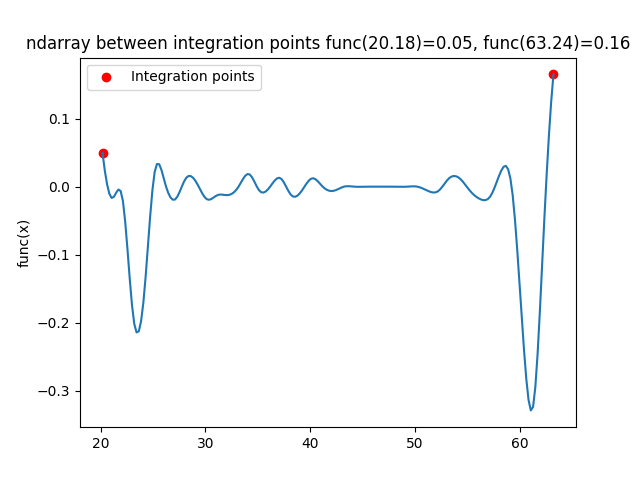 ndarray between integration points func(20.18)=0.05, func(63.24)=0.16
Integration points
func(x)
0.1
0.0
−0.1
−0.2
−0.3
20 30 40 50 60